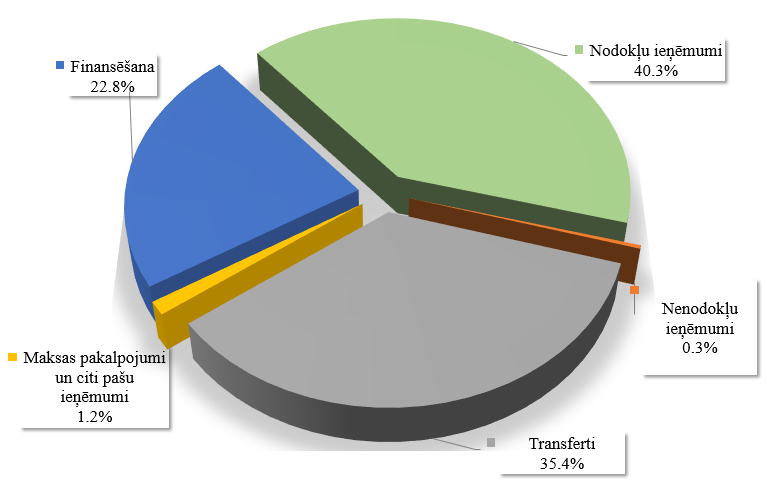 Nodokļu ieņēmumi
40.3%
Finansēšana
22.8%
Nenodokļu
ieņēmumi
0.3%
Maksas pakalpojumi
un citi pašu
ieņēmumi
1.2%
Transferti
35.4%